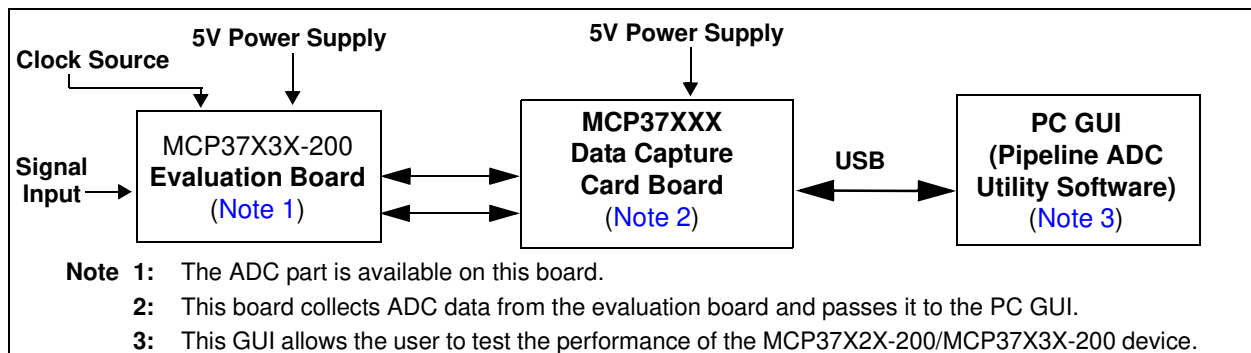 5V Power Supply
5V Power Supply
Clock Source
MCP37X3X-200
Evaluation Board
(Note 1)
Signal
Input
MCP37XXX
Data Capture
Card Board
(Note 2)
USB
PC GUI
(Pipeline ADC
Utility Software)
(Note 3)
Note 1: The ADC part is available on this board.
2: This board collects ADC data from the evaluation board and passes it to the PC GUI.
3: This GUI allows the user to test the performance of the MCP37X2X-200/MCP37X3X-200 device.